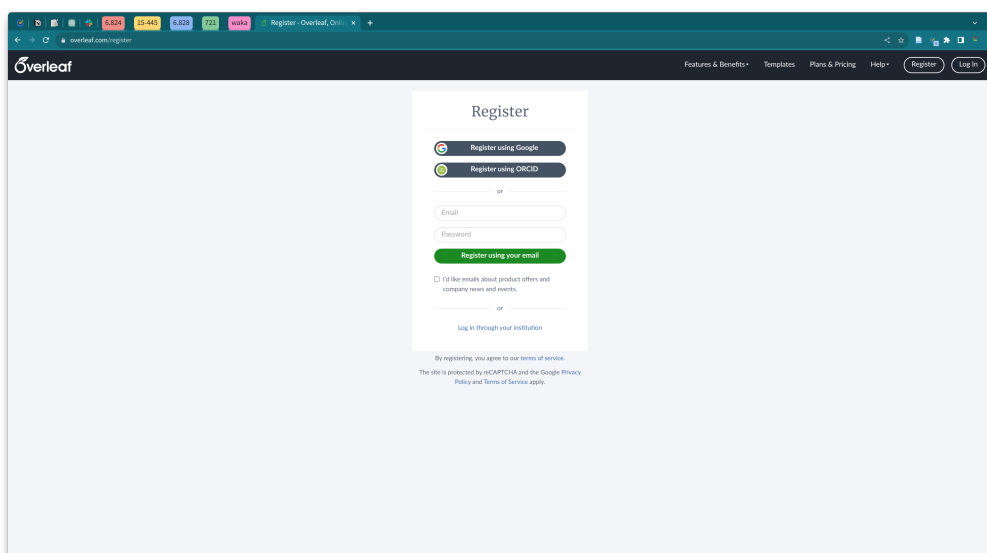 6.824
15-445
6.828
721
waka
Register - Overleaf, Onlin
overleaf.com/register
Overleaf
Features & Benefits
Templates
Plans & Pricing
Help
Register
Log In
Register
Register using Google
Register using ORCID
or
Email
Password
Register using your email
I'd like emails about product offers and
company news and events.
or
Log in through your institution
By registering, you agree to our terms of service.
The site is protected by reCAPTCHA and the Google Privacy
Policy and Terms of Service apply.